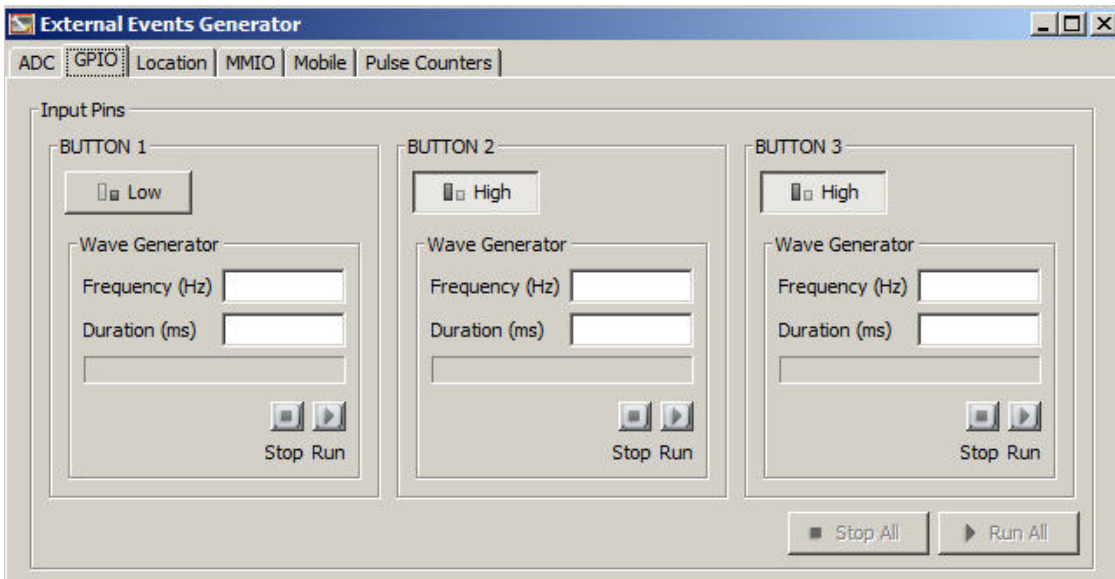 External Events Generator
ADC GPIO Location MMIO Mobile Pulse Counters
Input Pins
BUTTON 1
Low
Wave Generator
Frequency (Hz)
Duration (ms)
Stop Run
BUTTON 2
High
Wave Generator
Frequency (Hz)
Duration (ms)
Stop Run
BUTTON 3
High
Wave Generator
Frequency (Hz)
Duration (ms)
Stop Run
Stop All Run All